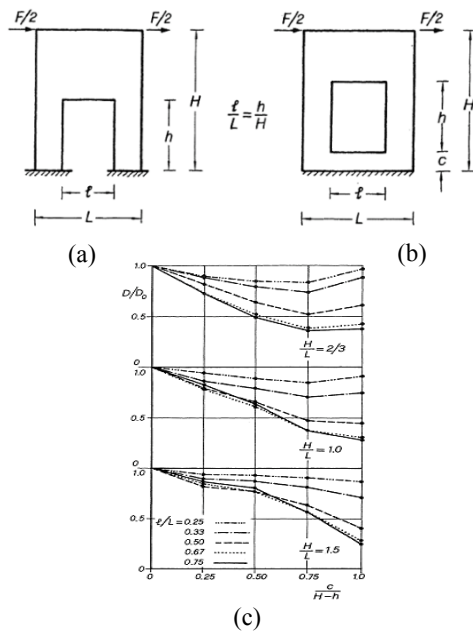 F/2 F/2
H
h
ℓ/L = h/H
ℓ
L
(a)
F/2 F/2
H
h
c
ℓ
L
(b)
1.0
D/D₀
0.5
H/L = 2/3
0
1.0
0.5
H/L = 1.0
0
1.0
ℓ/L = 0.25
0.33
0.5
0.50
0.67
0.75
H/L = 1.5
0
0 0.25 0.50 0.75 1.0
c/H-h
(c)